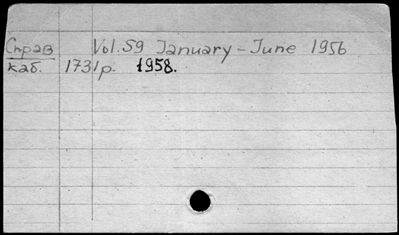 Справ Vol. 59 January - June 1956
каб. 1731p. 1958.